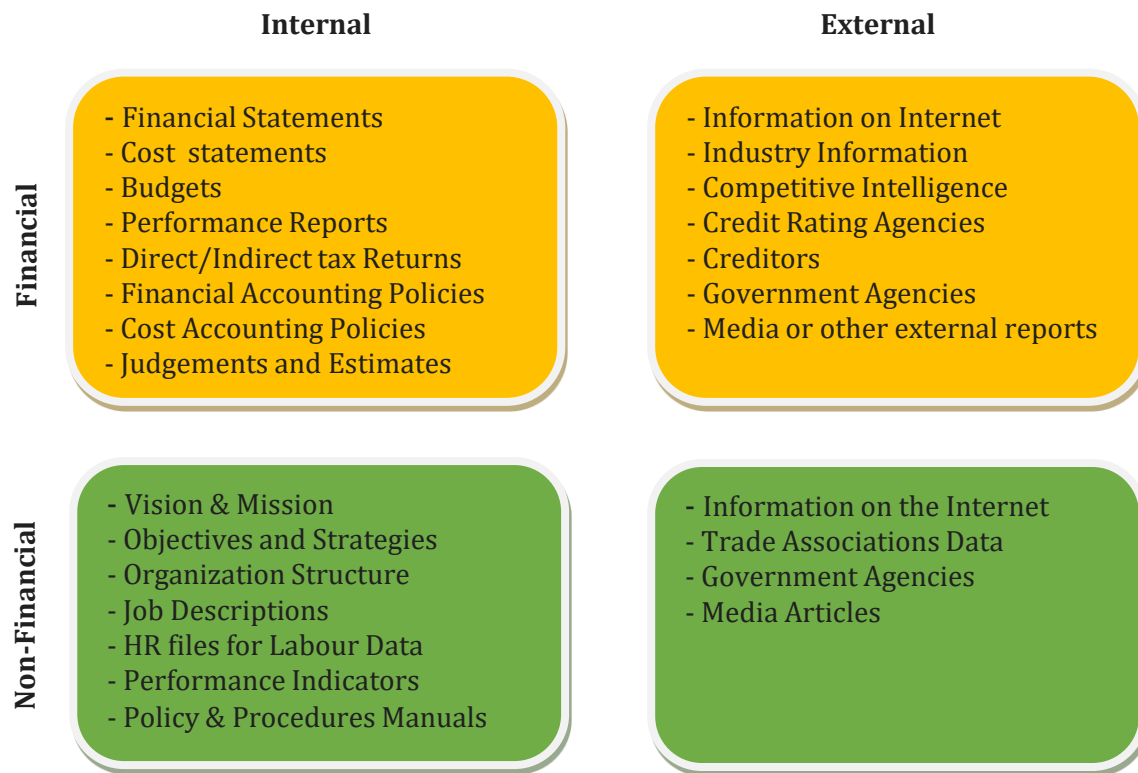 Internal
External
Financial
- Financial Statements
- Cost  statements
- Budgets
- Performance Reports
- Direct/Indirect tax Returns
- Financial Accounting Policies
- Cost Accounting Policies
- Judgements and Estimates
- Information on Internet
- Industry Information
- Competitive Intelligence
- Credit Rating Agencies
- Creditors
- Government Agencies
- Media or other external reports
Non-Financial
- Vision & Mission
- Objectives and Strategies
- Organization Structure
- Job Descriptions
- HR files for Labour Data
- Performance Indicators
- Policy & Procedures Manuals
- Information on the Internet
- Trade Associations Data
- Government Agencies
- Media Articles